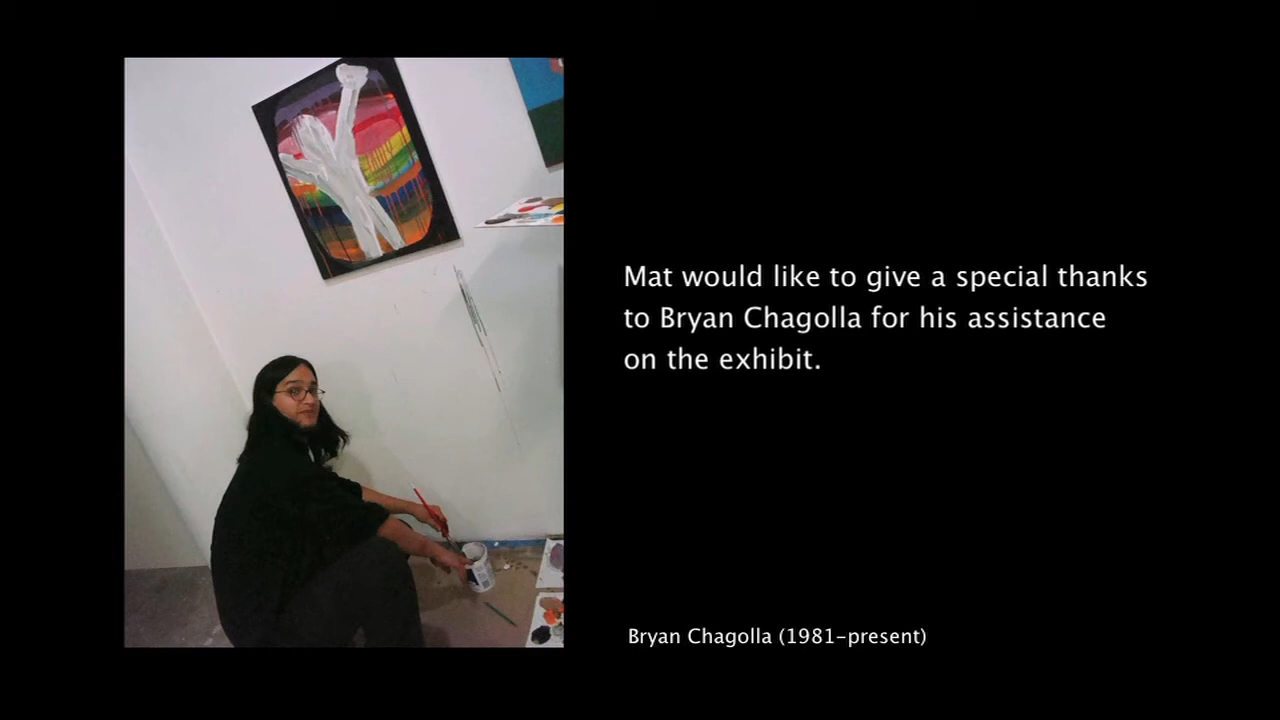 Mat would like to give a special thanks
to Bryan Chagolla for his assistance
on the exhibit.
Bryan Chagolla (1981-present)